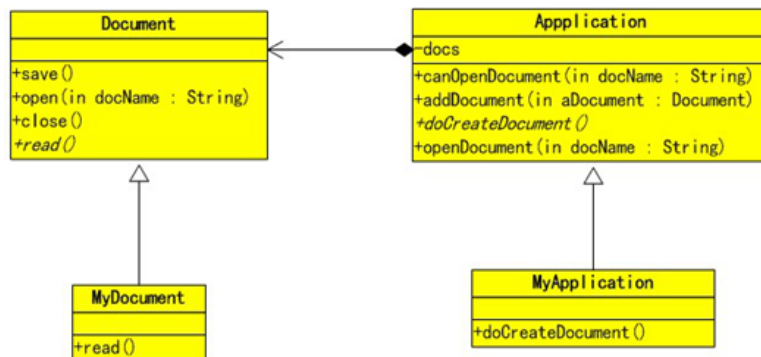 Document
+save()
+open(in docName : String)
+close()
+read()
Appplication
-docs
+canOpenDocument(in docName : String)
+addDocument(in aDocument : Document)
+doCreateDocument()
+openDocument(in docName : String)
MyDocument
+read()
MyApplication
+doCreateDocument()